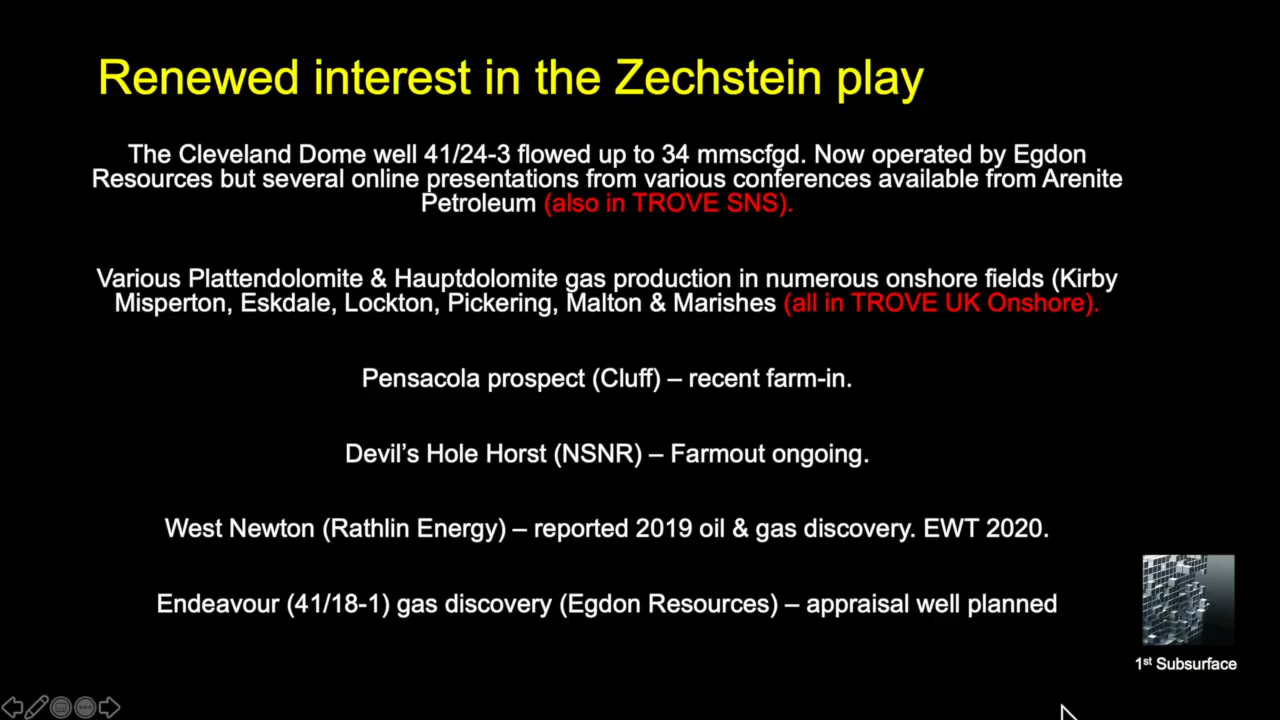 Renewed interest in the Zechstein play
The Cleveland Dome well 41/24-3 flowed up to 34 mmscfgd. Now operated by Egdon
Resources but several online presentations from various conferences available from Arenite
Petroleum (also in TROVE SNS).
Various Plattendolomite & Hauptdolomite gas production in numerous onshore fields (Kirby
Misperton, Eskdale, Lockton, Pickering, Malton & Marishes (all in TROVE UK Onshore).
Pensacola prospect (Cluff) – recent farm-in.
Devil’s Hole Horst (NSNR) – Farmout ongoing.
West Newton (Rathlin Energy) – reported 2019 oil & gas discovery. EWT 2020.
Endeavour (41/18-1) gas discovery (Egdon Resources) – appraisal well planned
1st Subsurface